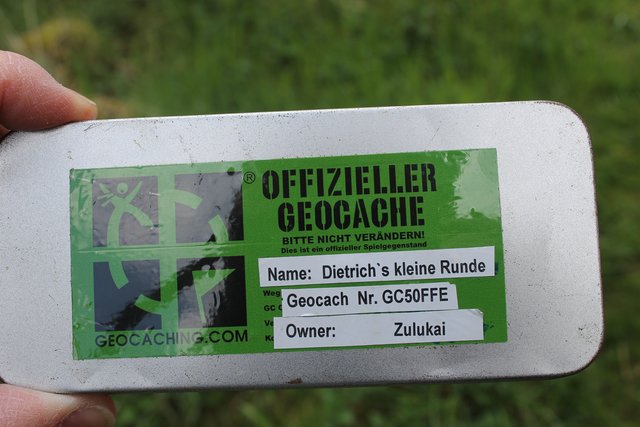 ®
OFFIZIELLER
GEOCACHE
BITTE NICHT VERÄNDERN!
Dies ist ein offizieller Spielgegenstand
Name: Dietrich`s kleine Runde
Geocach Nr. GC50FFE
Owner: Zulukai
GEOCACHING.COM